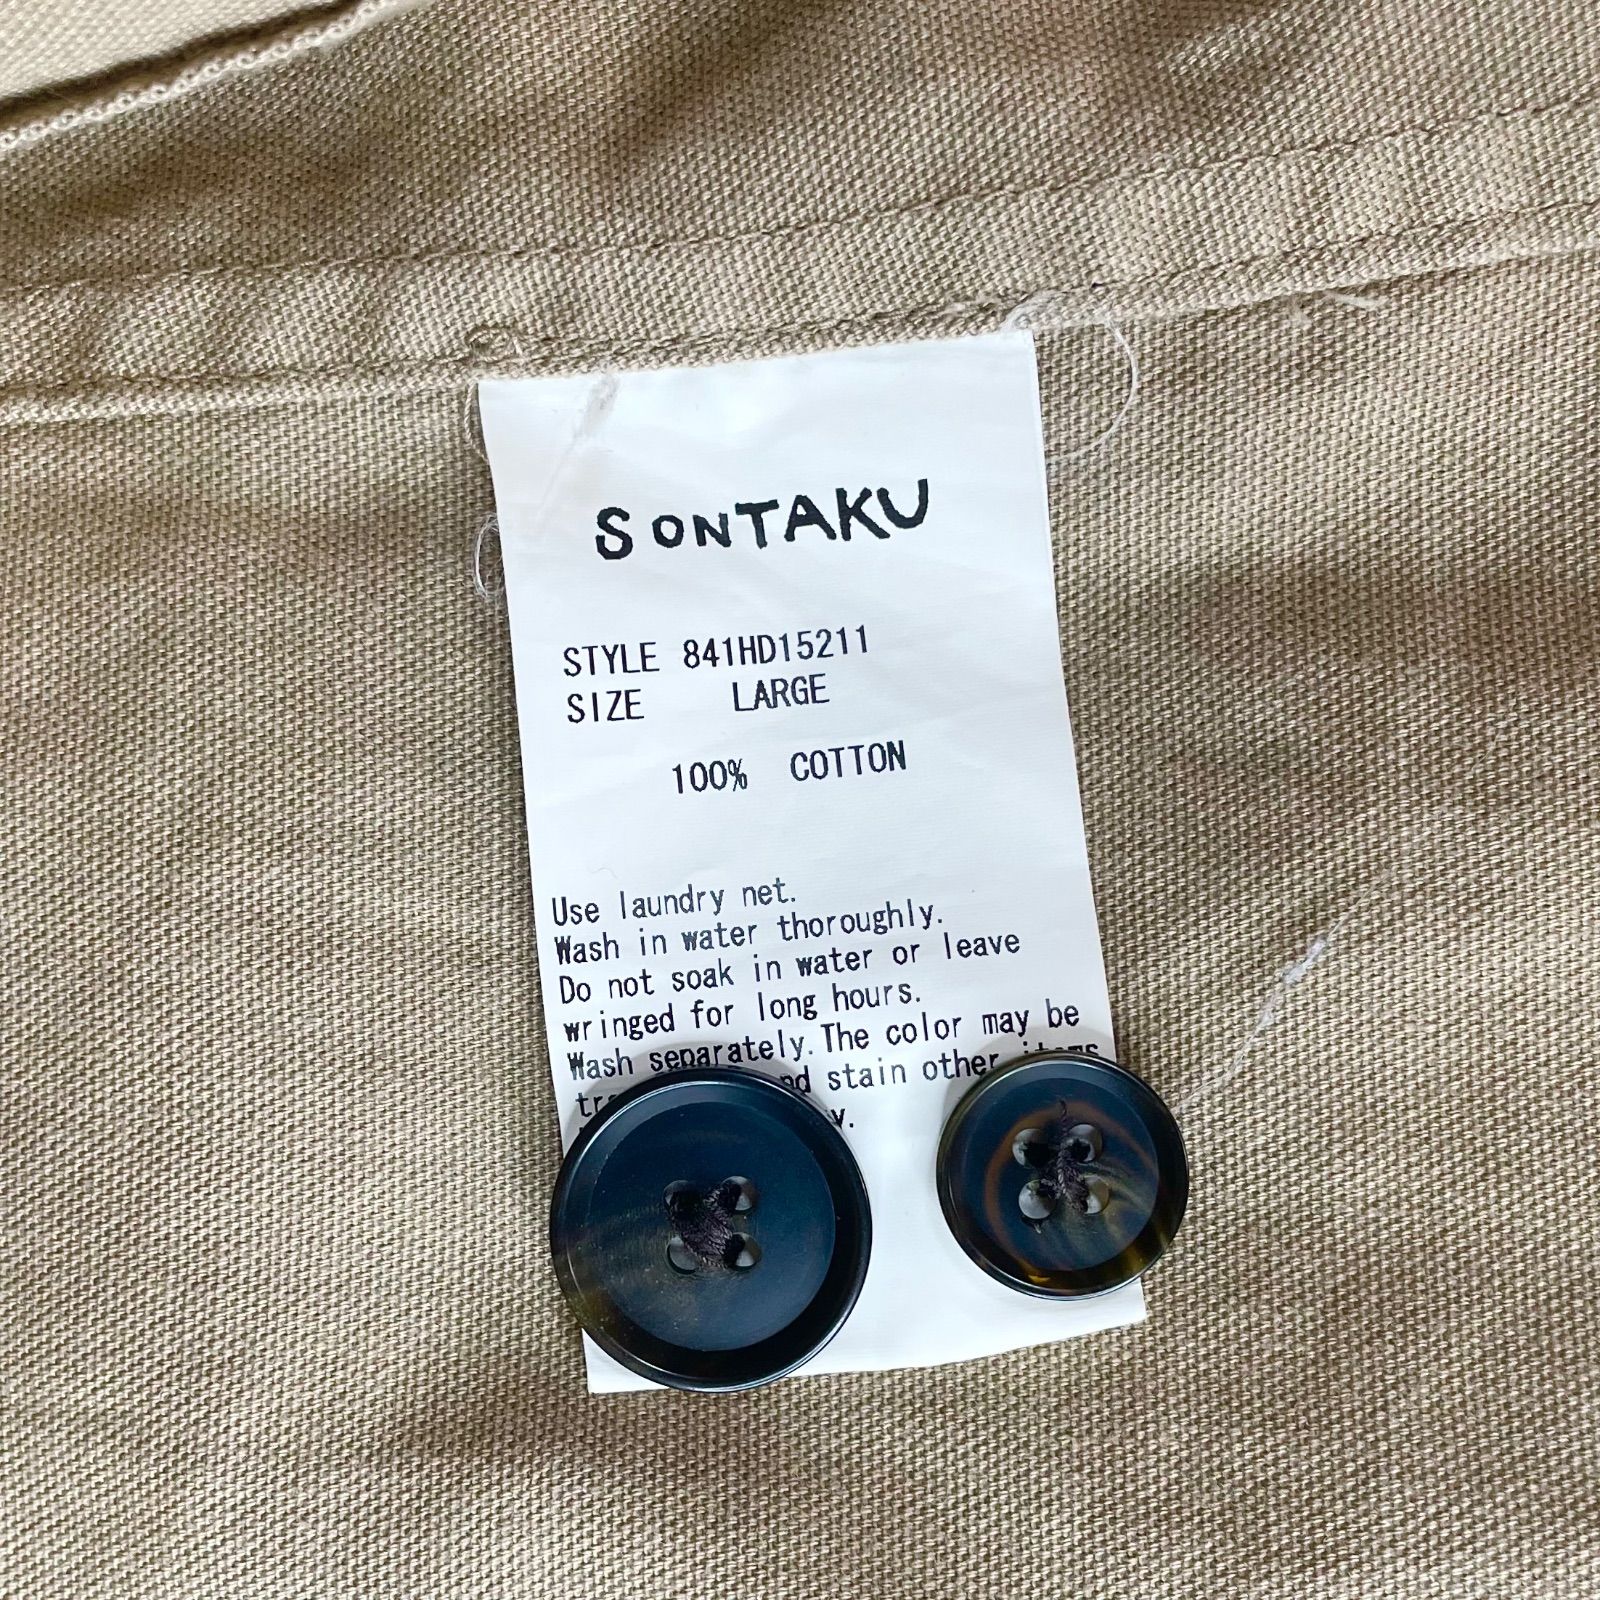 SONTAKU
STYLE 841HD15211
SIZE LARGE
100% COTTON
Use laundry net.
Wash in water thoroughly.
Do not soak in water or leave
wringed for long hours.
Wash separately. The color may be
stain other items